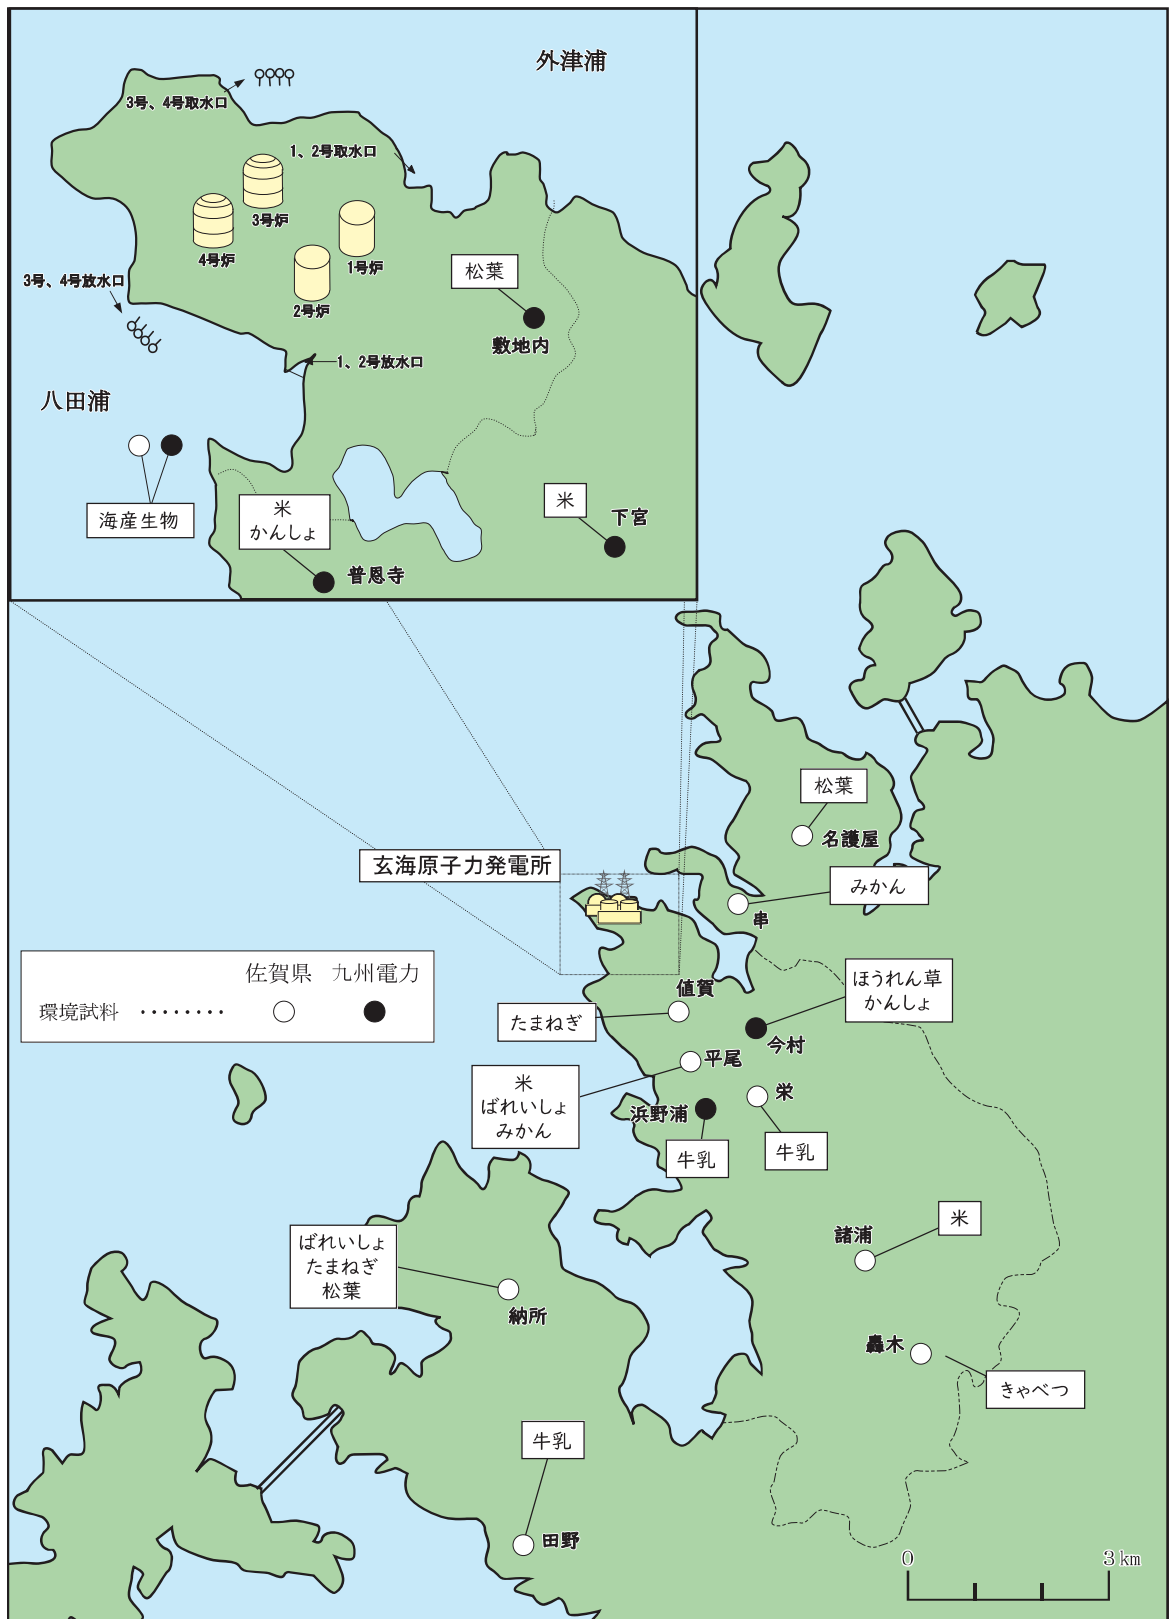 外津浦
3号、4号取水口
1、2号取水口
3号炉
4号炉
1号炉
2号炉
松葉
敷地内
3号、4号放水口
1、2号放水口
八田浦
海産生物
米
かんしょ
普恩寺
米
下宮
松葉
名護屋
玄海原子力発電所
みかん
串
佐賀県 九州電力
環境試料 ・・・・・・・・
値賀
たまねぎ
ほうれん草
かんしょ
今村
平尾
米
ばれいしょ
みかん
栄
浜野浦
牛乳
牛乳
諸浦
米
ばれいしょ
たまねぎ
松葉
納所
轟木
きゃべつ
牛乳
田野
0 3km